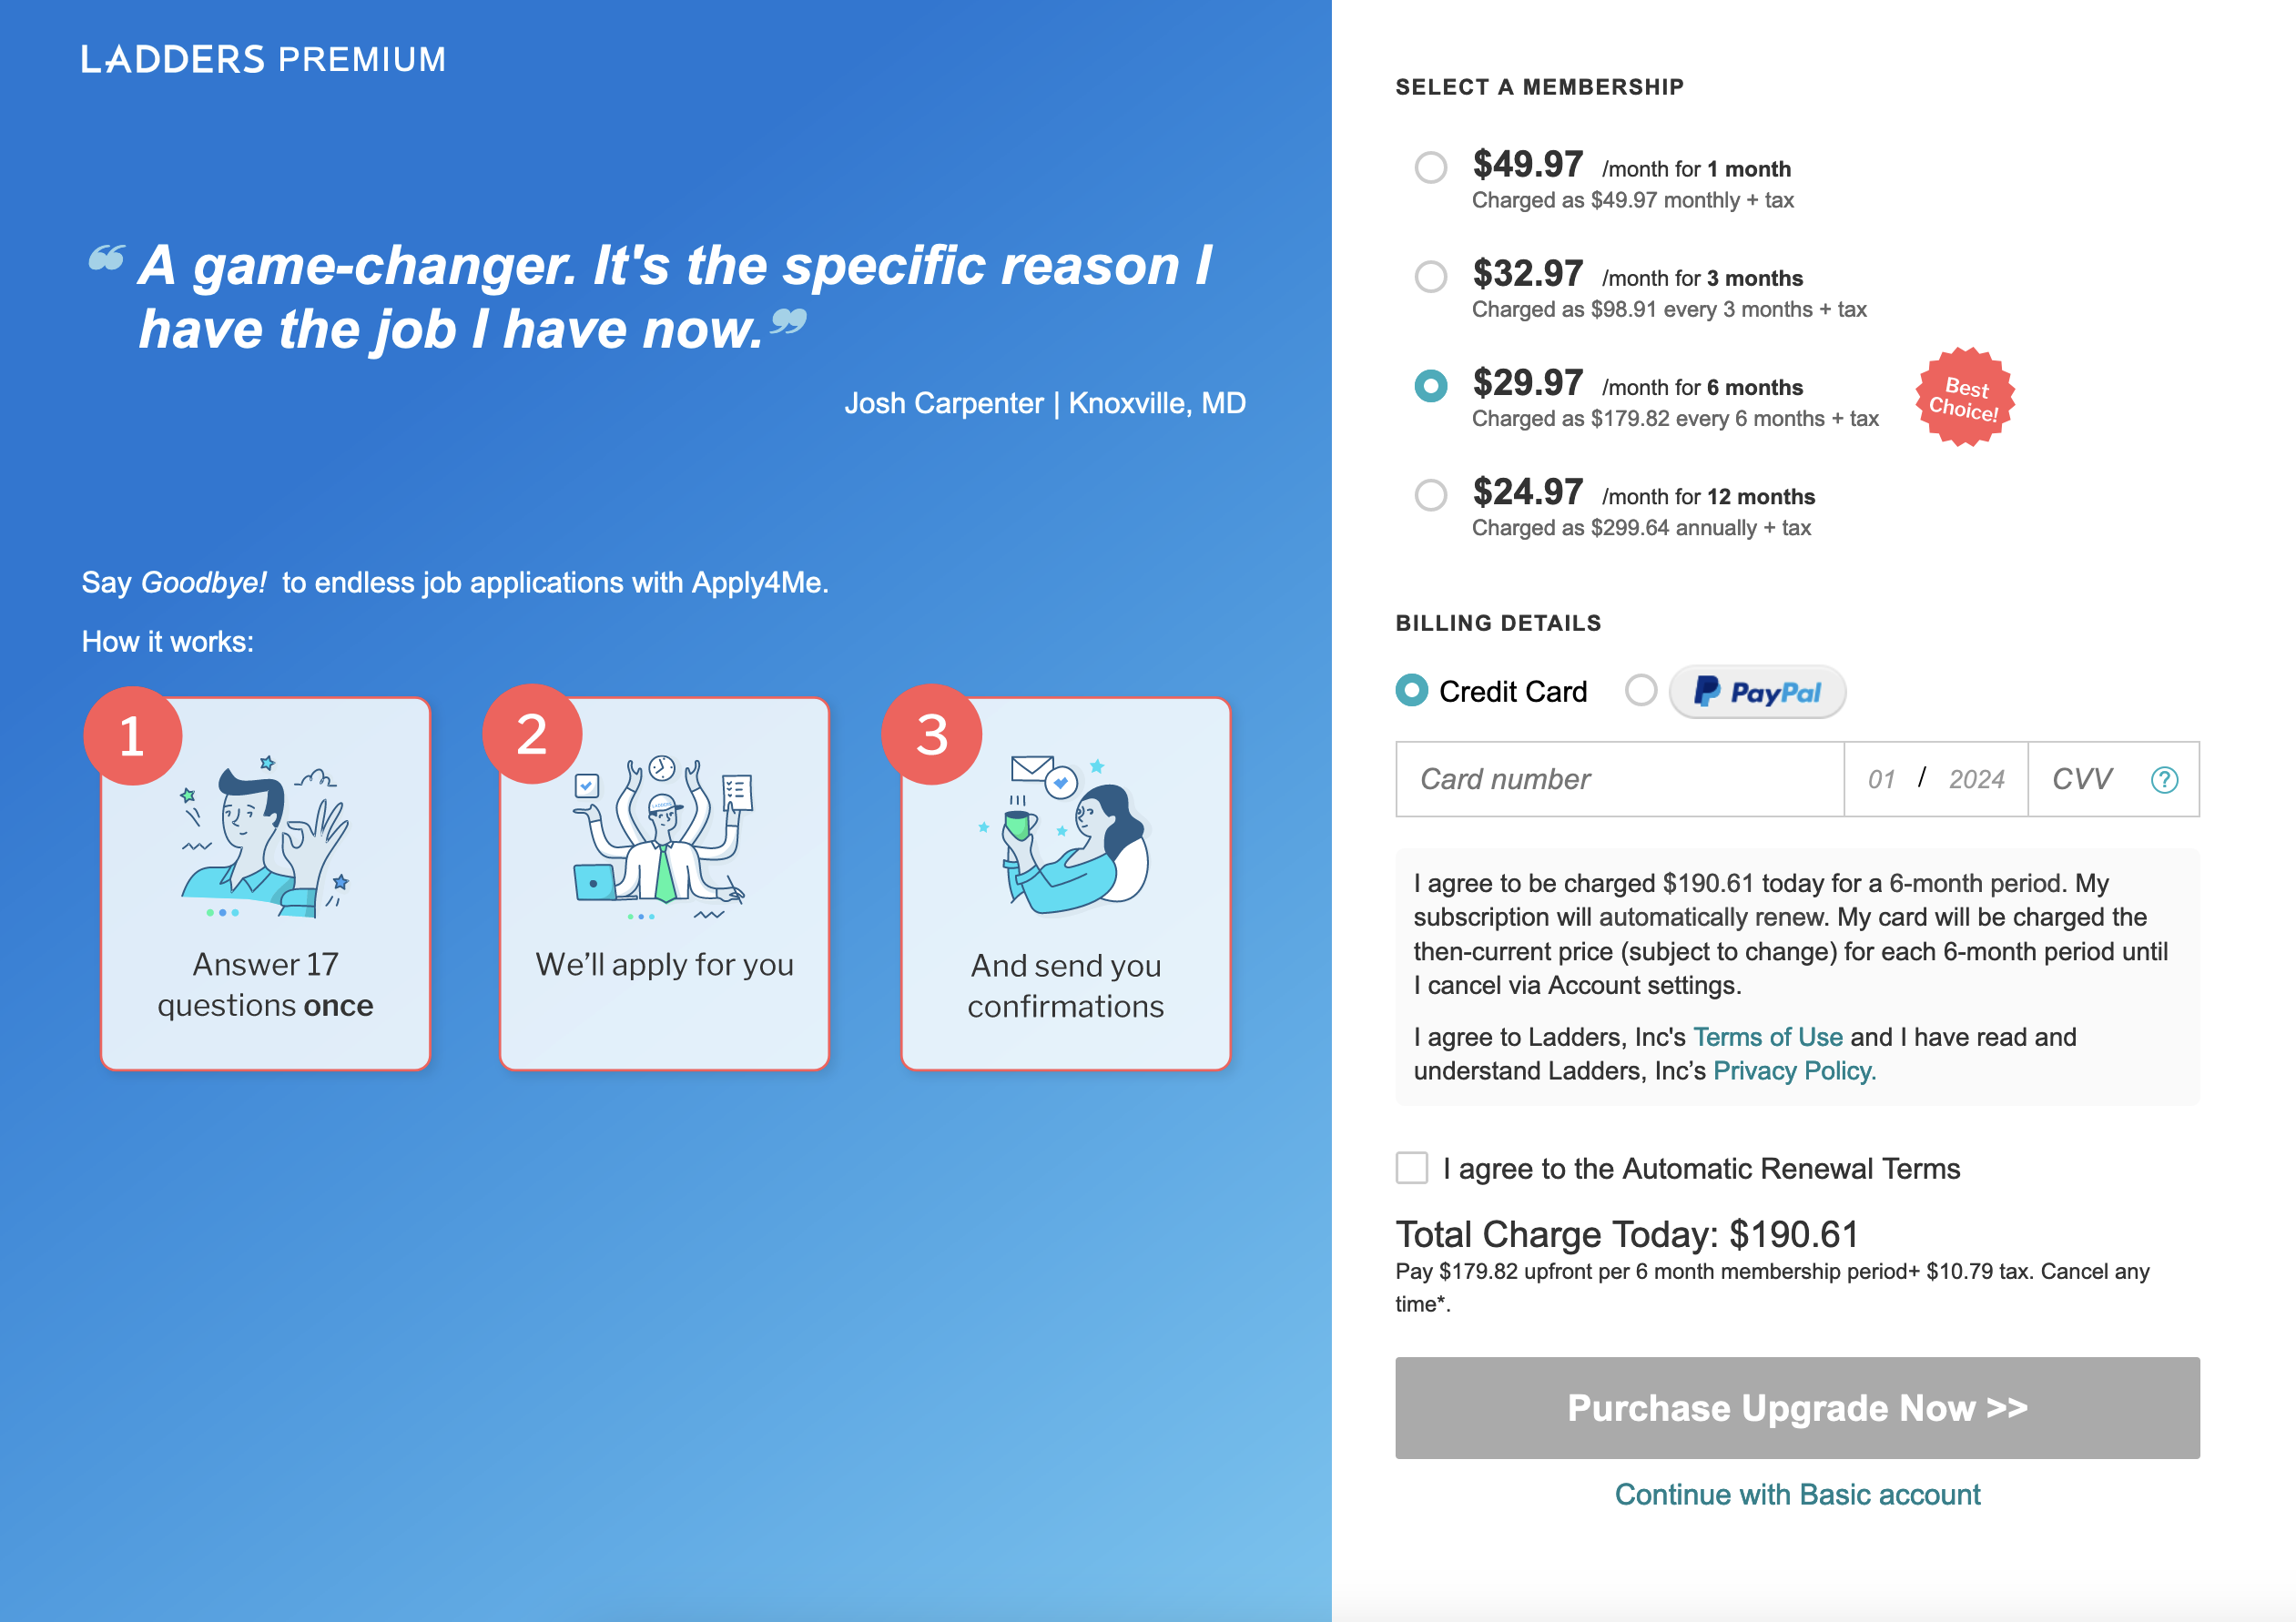 LADDERS PREMIUM
“ A game-changer. It's the specific reason I
have the job I have now.”
Josh Carpenter | Knoxville, MD
Say Goodbye! to endless job applications with Apply4Me.
How it works:
1
Answer 17
questions once
2
We’ll apply for you
3
And send you
confirmations
SELECT A MEMBERSHIP
$49.97 /month for 1 month
Charged as $49.97 monthly + tax
$32.97 /month for 3 months
Charged as $98.91 every 3 months + tax
$29.97 /month for 6 months
Charged as $179.82 every 6 months + tax
Best
Choice!
$24.97 /month for 12 months
Charged as $299.64 annually + tax
BILLING DETAILS
Credit Card PayPal
Card number 01 / 2024 CVV ?
I agree to be charged $190.61 today for a 6-month period. My
subscription will automatically renew. My card will be charged the
then-current price (subject to change) for each 6-month period until
I cancel via Account settings.
I agree to Ladders, Inc's Terms of Use and I have read and
understand Ladders, Inc’s Privacy Policy.
I agree to the Automatic Renewal Terms
Total Charge Today: $190.61
Pay $179.82 upfront per 6 month membership period+ $10.79 tax. Cancel any
time*.
Purchase Upgrade Now >>
Continue with Basic account